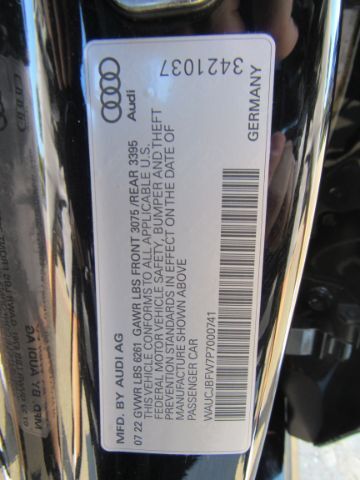 Audi
3421037
GERMANY
MFD. BY AUDI AG
07 22 GVWR LBS 6261 GAWR LBS FRONT 3075 /REAR 3395
THIS VEHICLE CONFORMS TO ALL APPLICABLE U.S.
FEDERAL MOTOR VEHICLE SAFETY, BUMPER AND THEFT
PREVENTION STANDARDS IN EFFECT ON THE DATE OF
MANUFACTURE SHOWN ABOVE
PASSENGER CAR
WAUCJBFW7P7000741